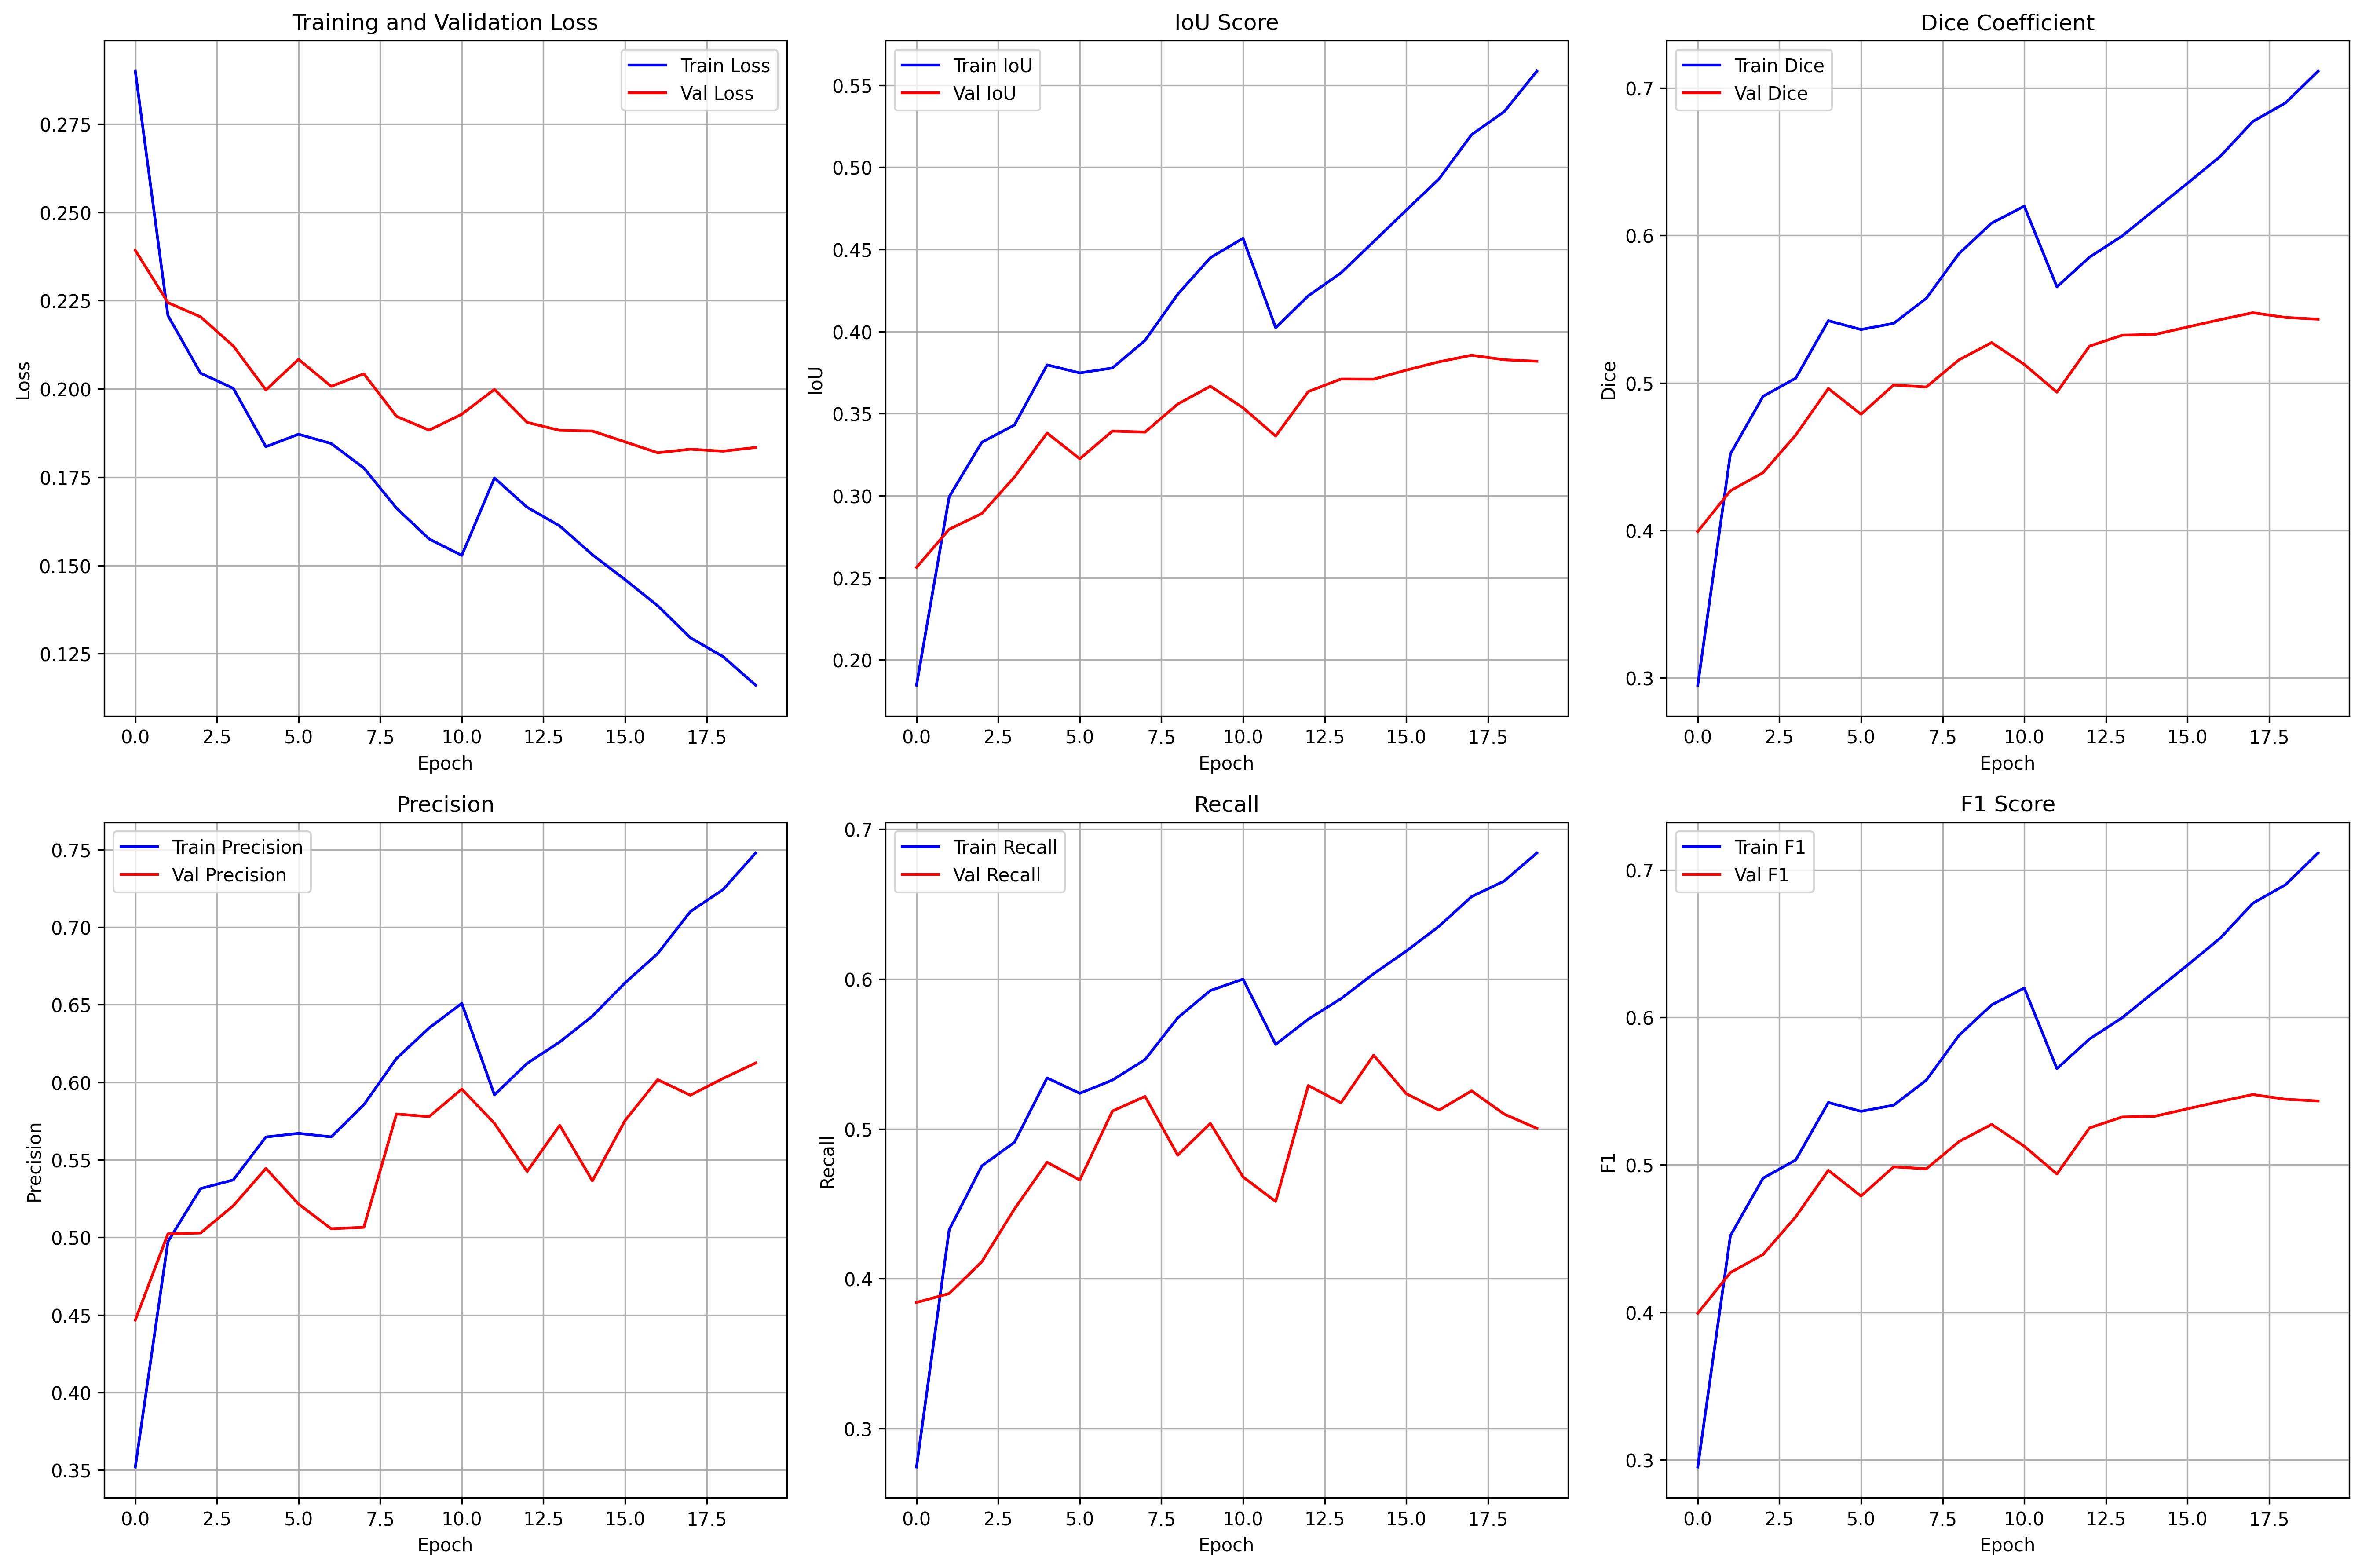 Training and Validation Loss
Train Loss
Val Loss
0.275
0.250
0.225
0.200
0.175
0.150
0.125
Loss
0.0 2.5 5.0 7.5 10.0 12.5 15.0 17.5
Epoch
IoU Score
Train IoU
Val IoU
0.55
0.50
0.45
0.40
0.35
0.30
0.25
0.20
IoU
0.0 2.5 5.0 7.5 10.0 12.5 15.0 17.5
Epoch
Dice Coefficient
Train Dice
Val Dice
0.7
0.6
0.5
0.4
0.3
Dice
0.0 2.5 5.0 7.5 10.0 12.5 15.0 17.5
Epoch
Precision
Train Precision
Val Precision
0.75
0.70
0.65
0.60
0.55
0.50
0.45
0.40
0.35
Precision
0.0 2.5 5.0 7.5 10.0 12.5 15.0 17.5
Epoch
Recall
Train Recall
Val Recall
0.7
0.6
0.5
0.4
0.3
Recall
0.0 2.5 5.0 7.5 10.0 12.5 15.0 17.5
Epoch
F1 Score
Train F1
Val F1
0.7
0.6
0.5
0.4
0.3
F1
0.0 2.5 5.0 7.5 10.0 12.5 15.0 17.5
Epoch